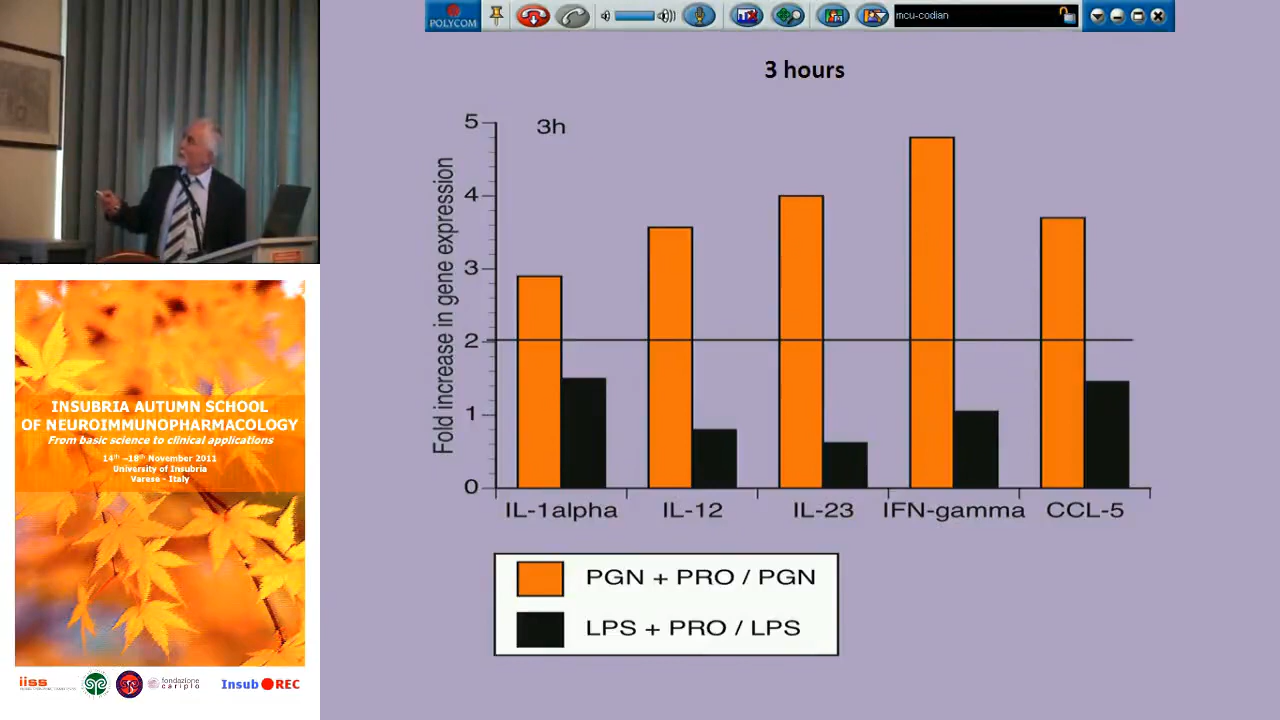 POLYCOM
mcu-codian
3 hours
3h
Fold increase in gene expression
5
4
3
2
1
0
IL-1alpha
IL-12
IL-23
IFN-gamma
CCL-5
PGN + PRO / PGN
LPS + PRO / LPS
INSUBRIA AUTUMN SCHOOL
OF NEUROIMMUNOPHARMACOLOGY
From basic science to clinical applications
14th –18th November 2011
University of Insubria
Varese - Italy
iiss
fondazione
cariplo
Insub REC